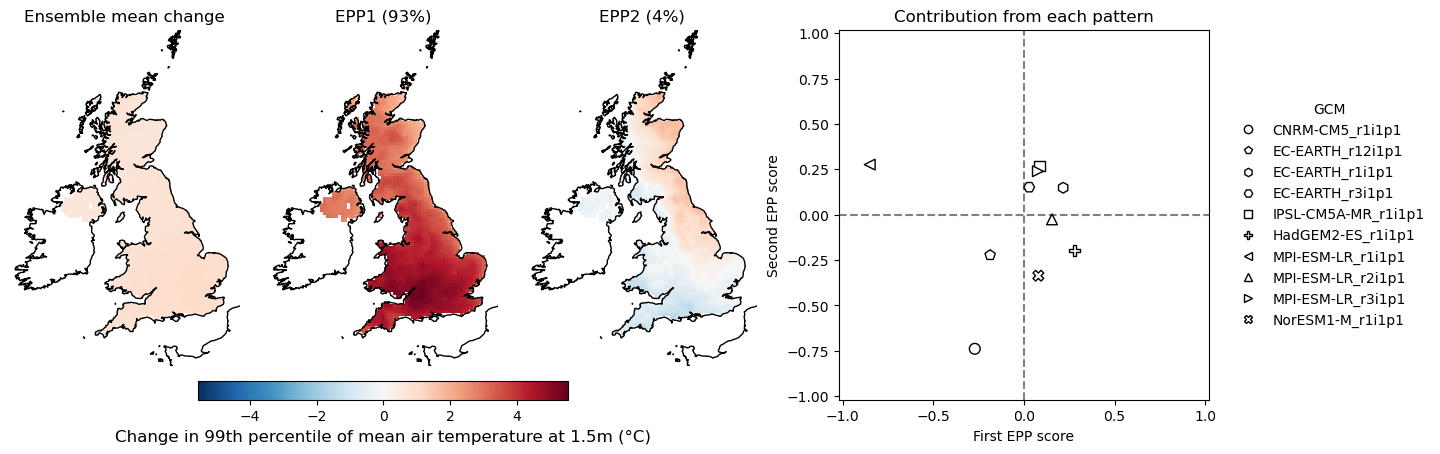 Ensemble mean change
EPP1 (93%)
EPP2 (4%)
−4 −2 0 2 4
Change in 99th percentile of mean air temperature at 1.5m (°C)
Contribution from each pattern
1.00
0.75
0.50
0.25
0.00
−0.25
−0.50
−0.75
−1.00
Second EPP score
−1.0 −0.5 0.0 0.5 1.0
First EPP score
GCM
CNRM-CM5_r1i1p1
EC-EARTH_r12i1p1
EC-EARTH_r1i1p1
EC-EARTH_r3i1p1
IPSL-CM5A-MR_r1i1p1
HadGEM2-ES_r1i1p1
MPI-ESM-LR_r1i1p1
MPI-ESM-LR_r2i1p1
MPI-ESM-LR_r3i1p1
NorESM1-M_r1i1p1